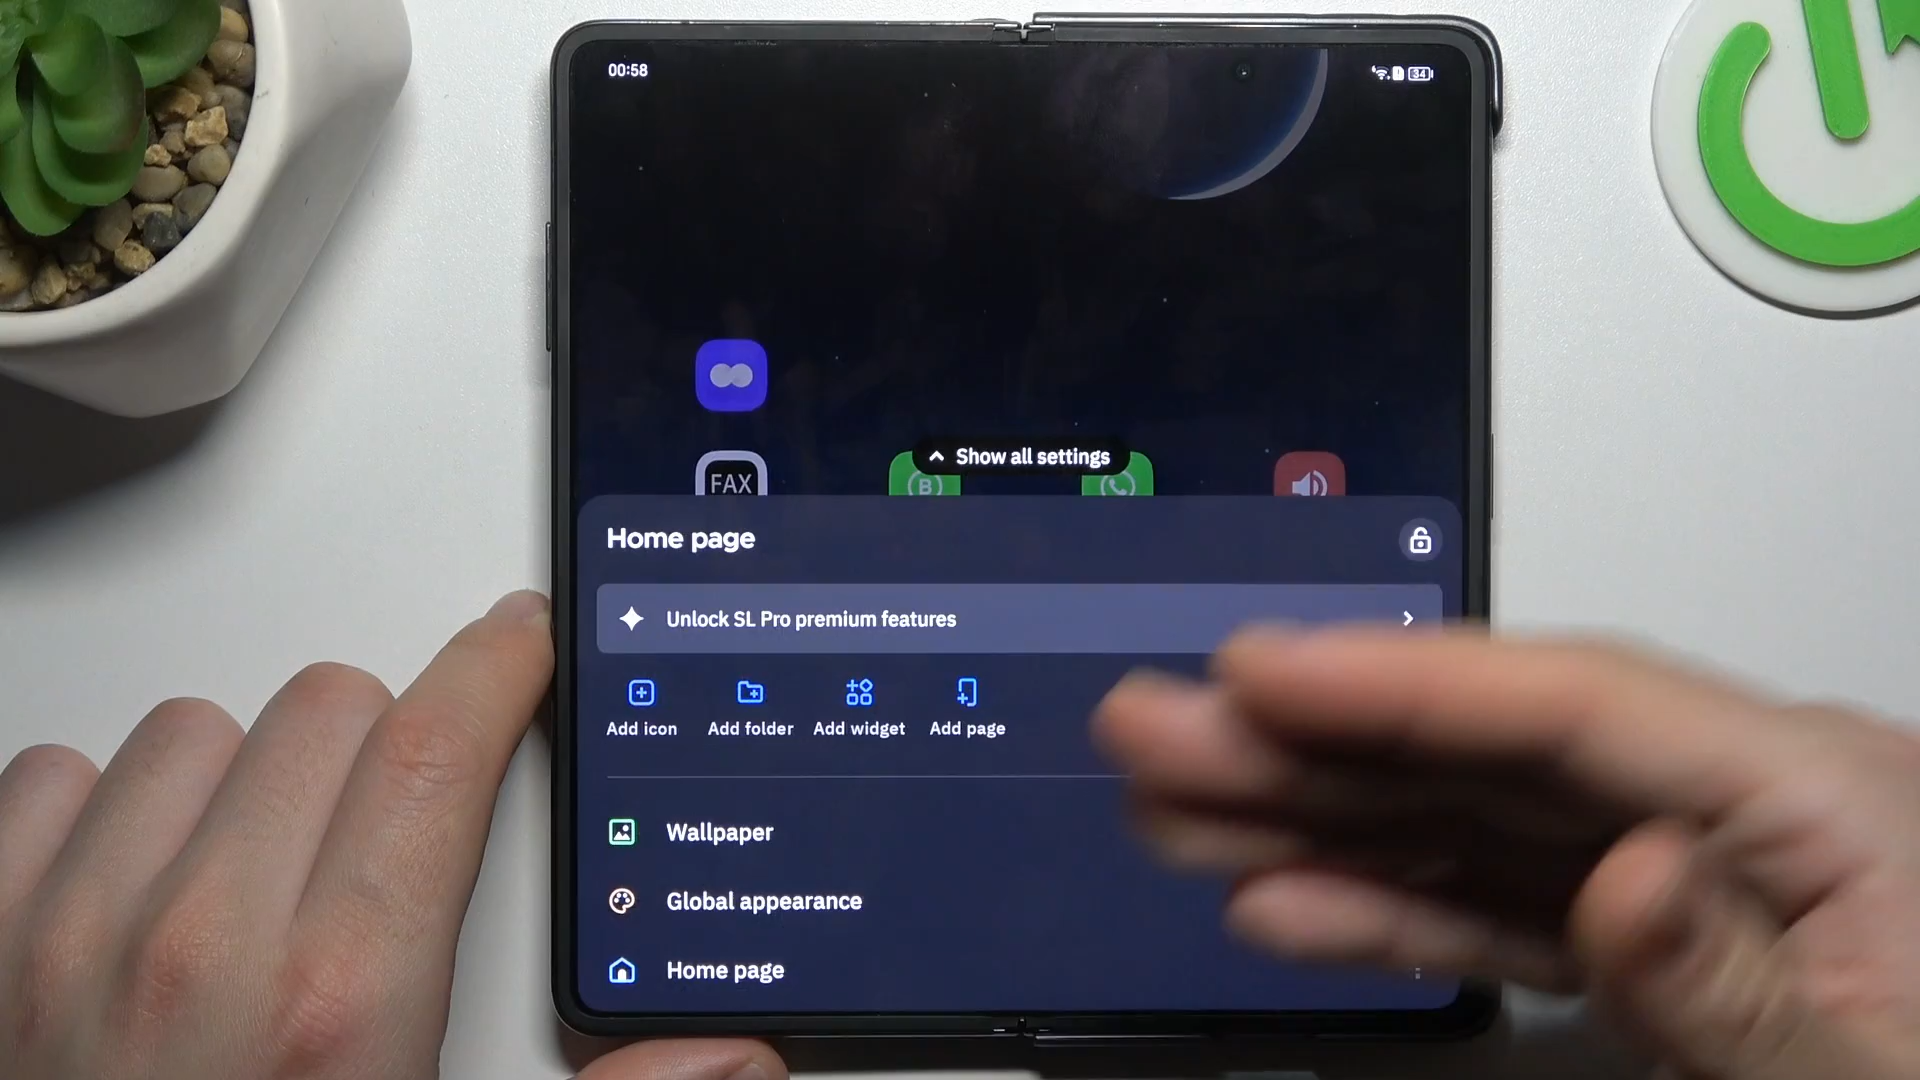 00:58
34
FAX
B
Show all settings
Home page
Unlock SL Pro premium features
Add icon
Add folder
Add widget
Add page
Wallpaper
Global appearance
Home page